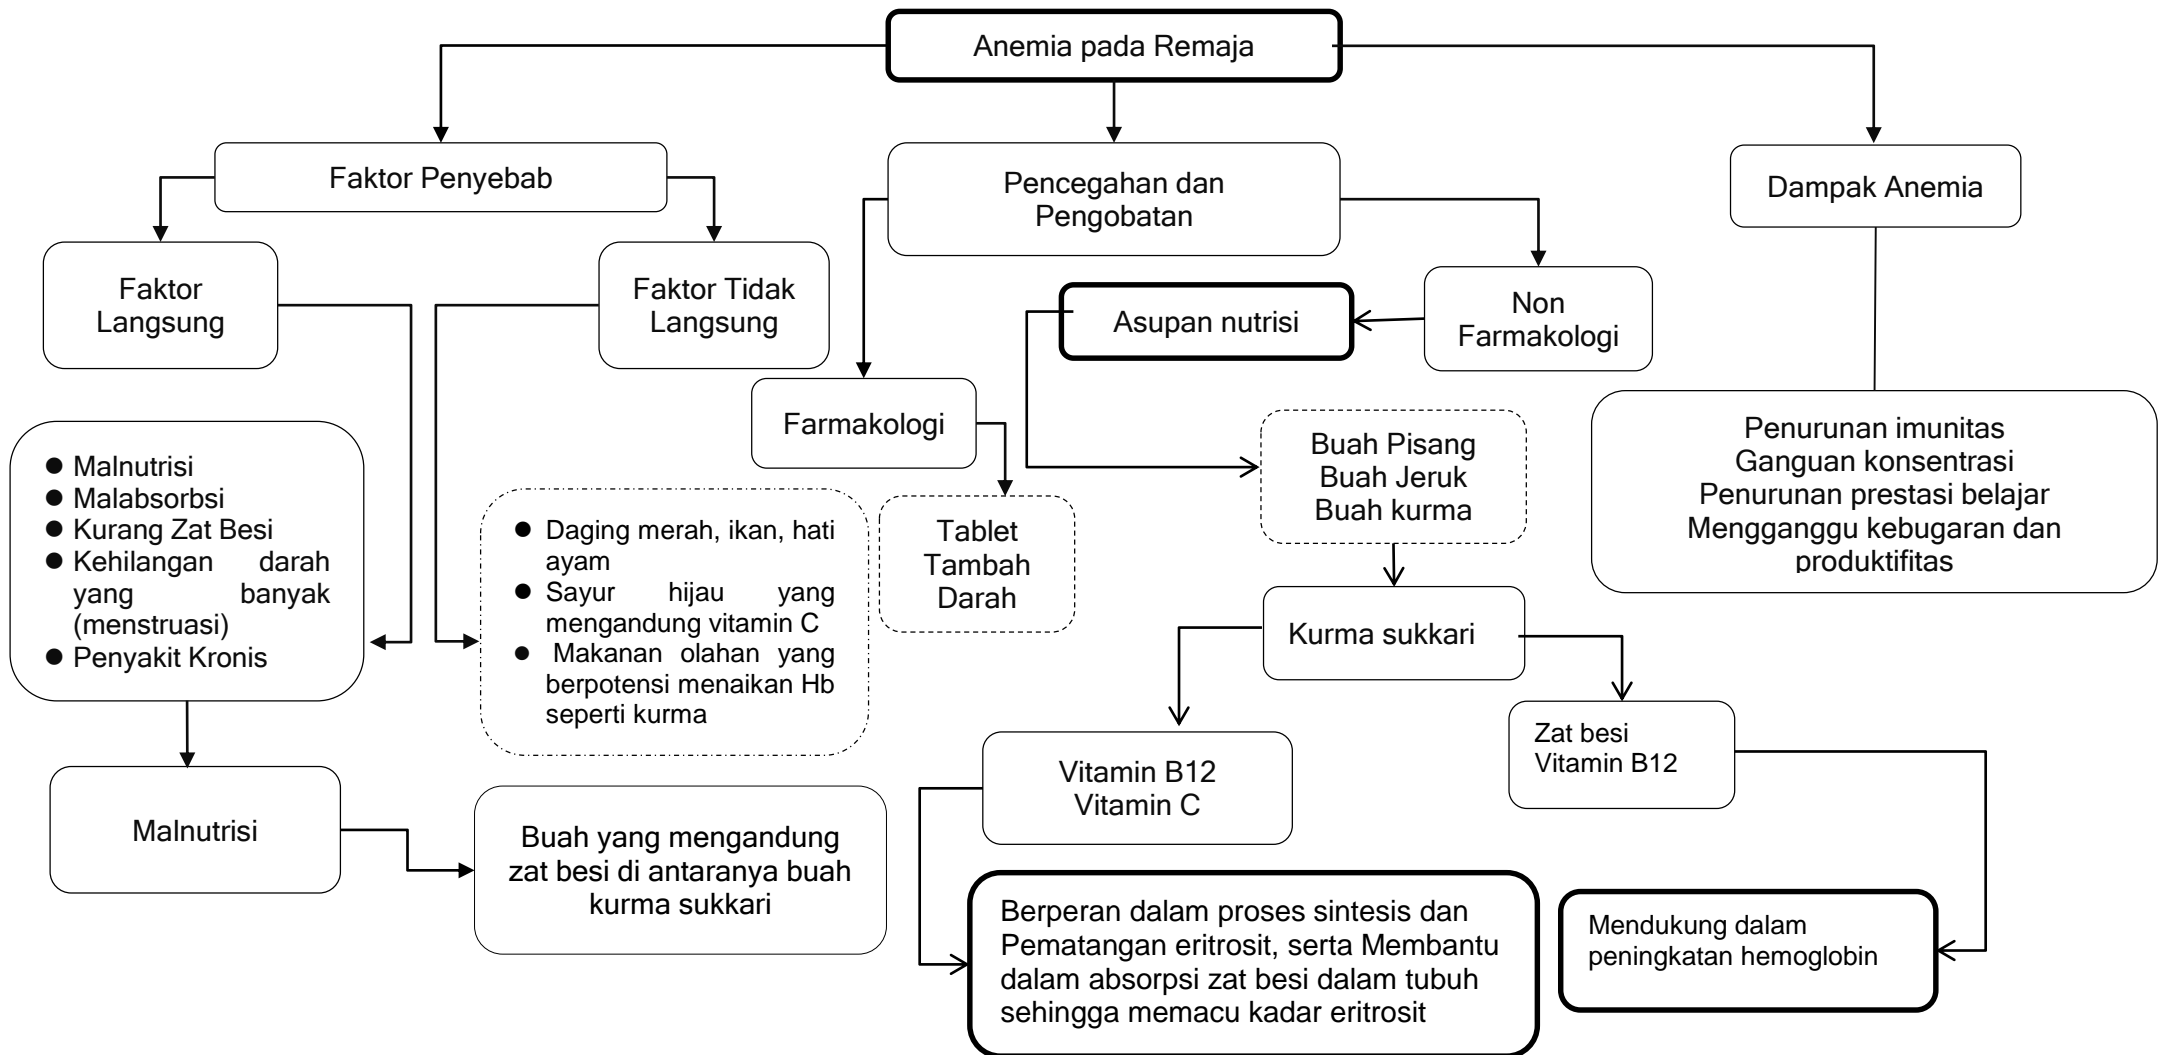 Anemia pada Remaja
Faktor Penyebab
Pencegahan dan
Pengobatan
Dampak Anemia
Faktor
Langsung
Faktor Tidak
Langsung
Asupan nutrisi
Non
Farmakologi
Farmakologi
● Malnutrisi
● Malabsorbsi
● Kurang Zat Besi
● Kehilangan darah
yang banyak
(menstruasi)
● Penyakit Kronis
● Daging merah, ikan, hati
ayam
● Sayur hijau yang
mengandung vitamin C
● Makanan olahan yang
berpotensi menaikan Hb
seperti kurma
Tablet
Tambah
Darah
Buah Pisang
Buah Jeruk
Buah kurma
Penurunan imunitas
Ganguan konsentrasi
Penurunan prestasi belajar
Mengganggu kebugaran dan
produktifitas
Kurma sukkari
Vitamin B12
Vitamin C
Zat besi
Vitamin B12
Malnutrisi
Buah yang mengandung
zat besi di antaranya buah
kurma sukkari
Berperan dalam proses sintesis dan
Pematangan eritrosit, serta Membantu
dalam absorpsi zat besi dalam tubuh
sehingga memacu kadar eritrosit
Mendukung dalam
peningkatan hemoglobin